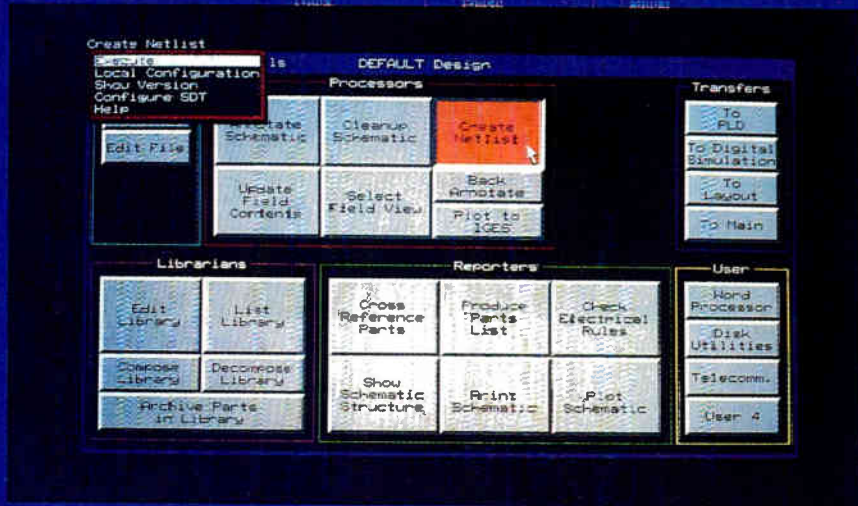 Create Netlist
Execute
Local Configuration
Show Version
Configure SDT
Help
ls DEFAULT Design
Processors
Transfers
Edit File
tate
Schematic
Cleanup
Schematic
Create
Netlist
Update
Field
Contents
Select
Field View
Back
Annotate
Plot to
IGES
To
PLD
To Digital
Simulation
To
Layout
To Main
Librarians
Reporters
User
Edit
Library
List
Library
Compose
Library
Decompose
Library
Archive Parts
in Library
Cross
Reference
Parts
Produce
Parts
List
Check
Electrical
Rules
Show
Schematic
Structure
Print
Schematic
Plot
Schematic
Word
Processor
Disk
Utilities
Telecomm.
User 4